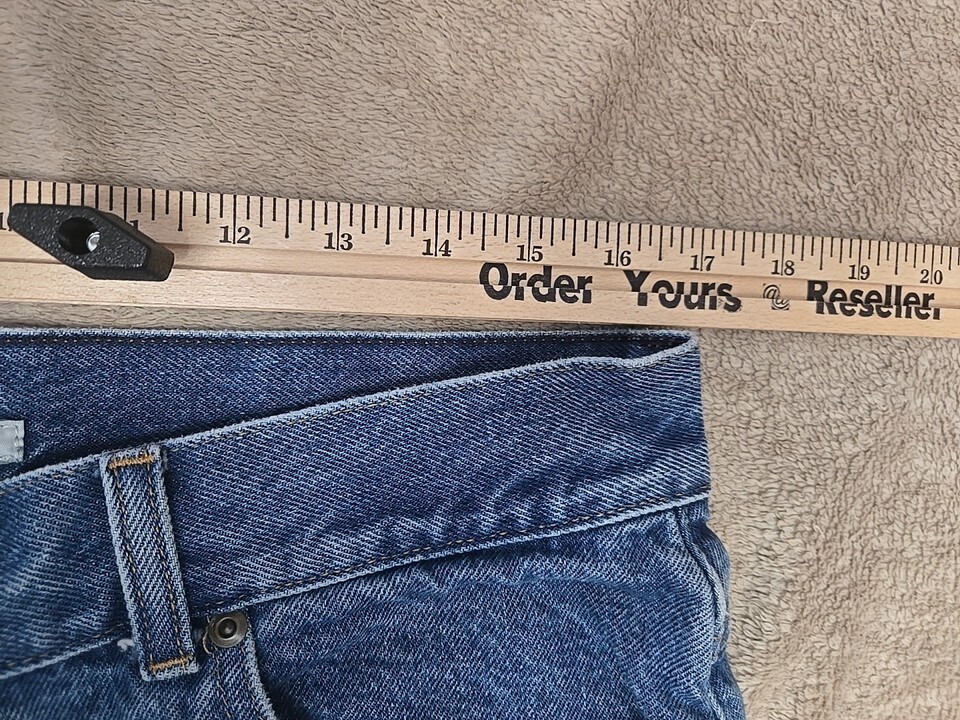 12 13 14 15 16 17 18 19 20
Order Yours @ Reseller